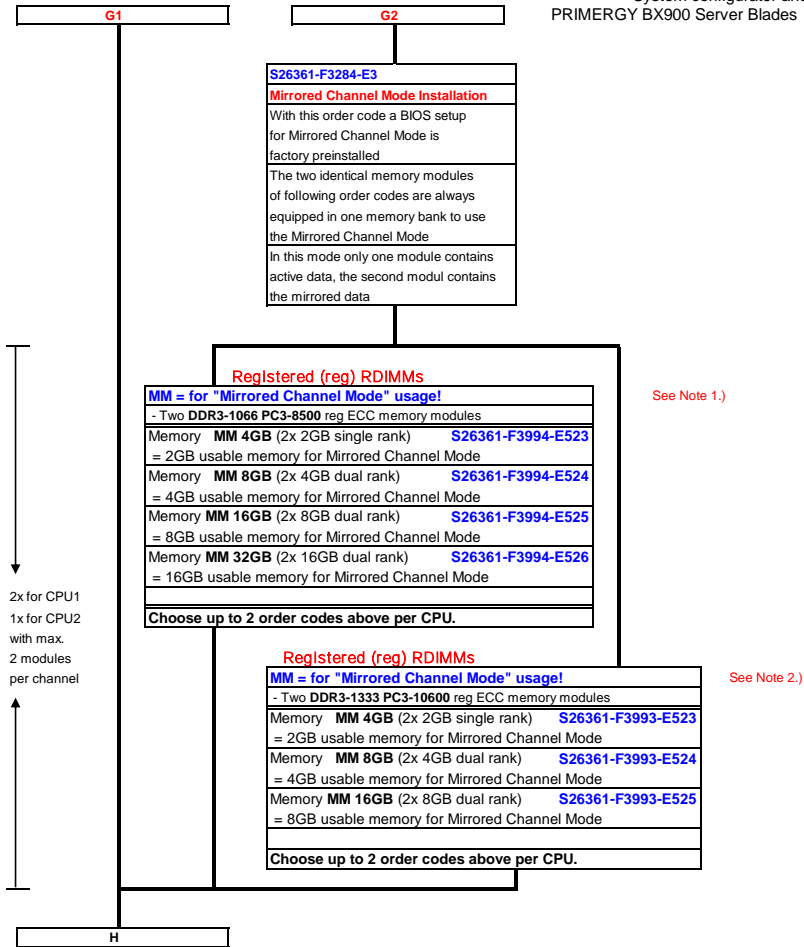 G1
G2
PRIMERGY BX900 Server Blades
S26361-F3284-E3
Mirrored Channel Mode Installation
With this order code a BIOS setup
for Mirrored Channel Mode is
factory preinstalled
The two identical memory modules
of following order codes are always
equipped in one memory bank to use
the Mirrored Channel Mode
In this mode only one module contains
active data, the second modul contains
the mirrored data
Registered (reg) RDIMMs
MM = for "Mirrored Channel Mode" usage!
See Note 1.)
- Two DDR3-1066 PC3-8500 reg ECC memory modules
Memory MM 4GB (2x 2GB single rank) S26361-F3994-E523
= 2GB usable memory for Mirrored Channel Mode
Memory MM 8GB (2x 4GB dual rank) S26361-F3994-E524
= 4GB usable memory for Mirrored Channel Mode
Memory MM 16GB (2x 8GB dual rank) S26361-F3994-E525
= 8GB usable memory for Mirrored Channel Mode
Memory MM 32GB (2x 16GB dual rank) S26361-F3994-E526
= 16GB usable memory for Mirrored Channel Mode
Choose up to 2 order codes above per CPU.
2x for CPU1
1x for CPU2
with max.
2 modules
per channel
Registered (reg) RDIMMs
MM = for "Mirrored Channel Mode" usage!
See Note 2.)
- Two DDR3-1333 PC3-10600 reg ECC memory modules
Memory MM 4GB (2x 2GB single rank) S26361-F3993-E523
= 2GB usable memory for Mirrored Channel Mode
Memory MM 8GB (2x 4GB dual rank) S26361-F3993-E524
= 4GB usable memory for Mirrored Channel Mode
Memory MM 16GB (2x 8GB dual rank) S26361-F3993-E525
= 8GB usable memory for Mirrored Channel Mode
Choose up to 2 order codes above per CPU.
H